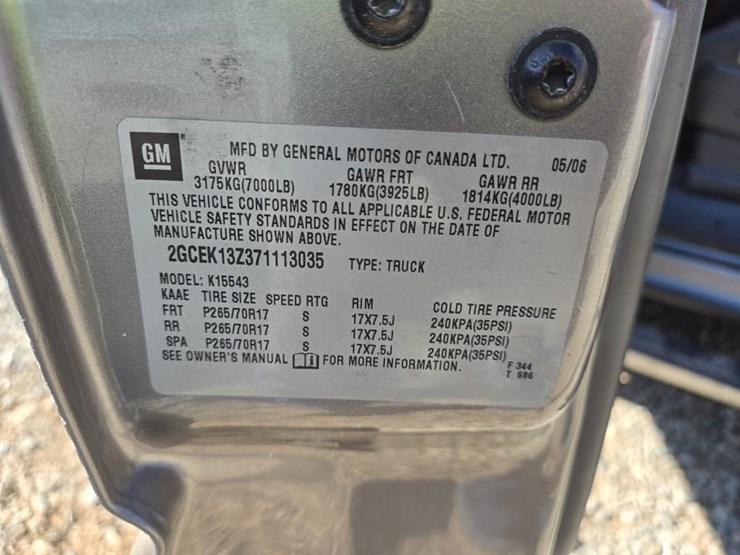 GM MFD BY GENERAL MOTORS OF CANADA LTD. 05/06
GVWR GAWR FRT GAWR RR
3175KG(7000LB) 1780KG(3925LB) 1814KG(4000LB)
THIS VEHICLE CONFORMS TO ALL APPLICABLE U.S. FEDERAL MOTOR
VEHICLE SAFETY STANDARDS IN EFFECT ON THE DATE OF
MANUFACTURE SHOWN ABOVE.
2GCEK13Z371113035 TYPE: TRUCK
MODEL: K15543
KAAE TIRE SIZE SPEED RTG RIM COLD TIRE PRESSURE
FRT P265/70R17 S 17X7.5J 240KPA(35PSI)
RR P265/70R17 S 17X7.5J 240KPA(35PSI)
SPA P265/70R17 S 17X7.5J 240KPA(35PSI)
SEE OWNER'S MANUAL FOR MORE INFORMATION.
F 344
T 686